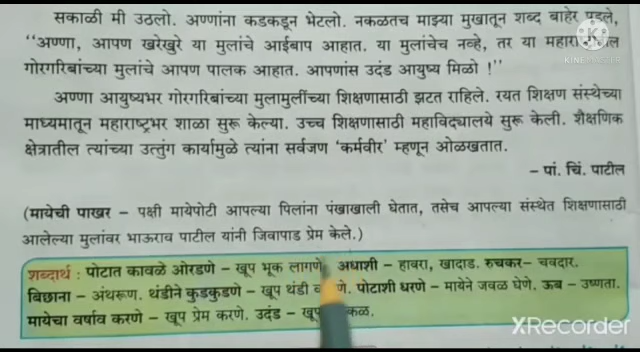 सकाळी मी उठलो. अण्णांना कडकडून भेटलो. नकळतच माझ्या मुखातून शब्द बाहेर पडले,
“अण्णा, आपण खरेखुरे या मुलांचे आईबाप आहात. या मुलांचेच नव्हे, तर या
गोरगरिबांच्या मुलांचे आपण पालक आहात. आपणांस उदंड आयुष्य मिळो !”
अण्णा आयुष्यभर गोरगरिबांच्या मुलामुलींच्या शिक्षणासाठी झटत राहिले. रयत शिक्षण संस्थेच्या
माध्यमातून महाराष्ट्रभर शाळा सुरू केल्या. उच्च शिक्षणासाठी महाविद्यालये सुरू केली. शैक्षणिक
क्षेत्रातील त्यांच्या उत्तुंग कार्यामुळे त्यांना सर्वजण ‘कर्मवीर’ म्हणून ओळखतात.
– पां. चिं. पाटील
(मायेची पाखर – पक्षी मायेपोटी आपल्या पिलांना पंखाखाली घेतात, तसेच आपल्या संस्थेत शिक्षणासाठी
आलेल्या मुलांवर भाऊराव पाटील यांनी जिवापाड प्रेम केले.)
शब्दार्थ : पोटात कावळे ओरडणे – खूप भूक लागणे. अधाशी – हावरा, खादाड. रुचकर – चवदार.
बिछाना – अंथरूण. थंडीने कुडकुडणे – खूप थंडी पोटाशी धरणे – मायेने जवळ घेणे. ऊब – उष्णता.
मायेचा वर्षाव करणे – खूप प्रेम करणे. उदंड –
KINEMASTER
XRecorder